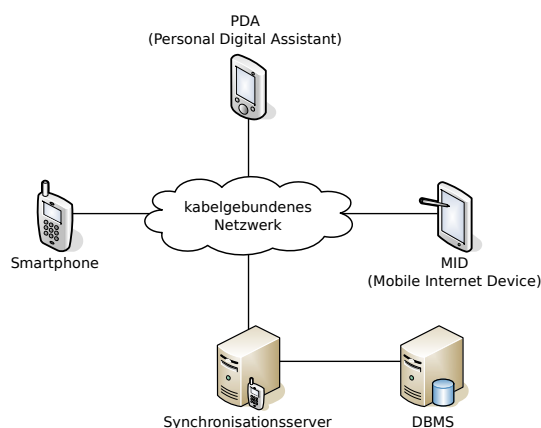 PDA
(Personal Digital Assistant)
kabelgebundenes
Netzwerk
Smartphone
MID
(Mobile Internet Device)
Synchronisationsserver
DBMS